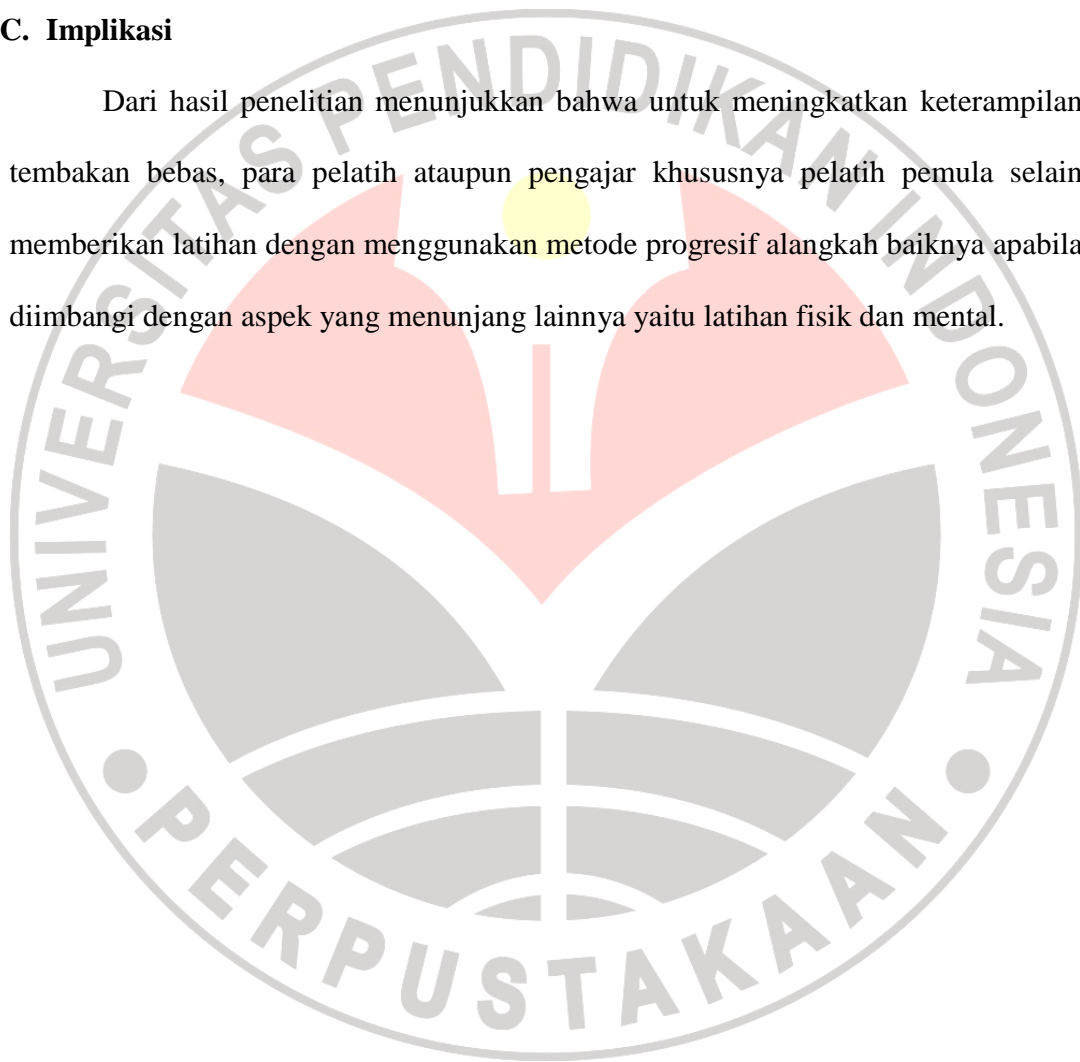 C. Implikasi
Dari hasil penelitian menunjukkan bahwa untuk meningkatkan keterampilan
tembakan bebas, para pelatih ataupun pengajar khususnya pelatih pemula selain
memberikan latihan dengan menggunakan metode progresif alangkah baiknya apabila
diimbangi dengan aspek yang menunjang lainnya yaitu latihan fisik dan mental.
UNIVERSITAS PENDIDIKAN INDONESIA
PERPUSTAKAAN